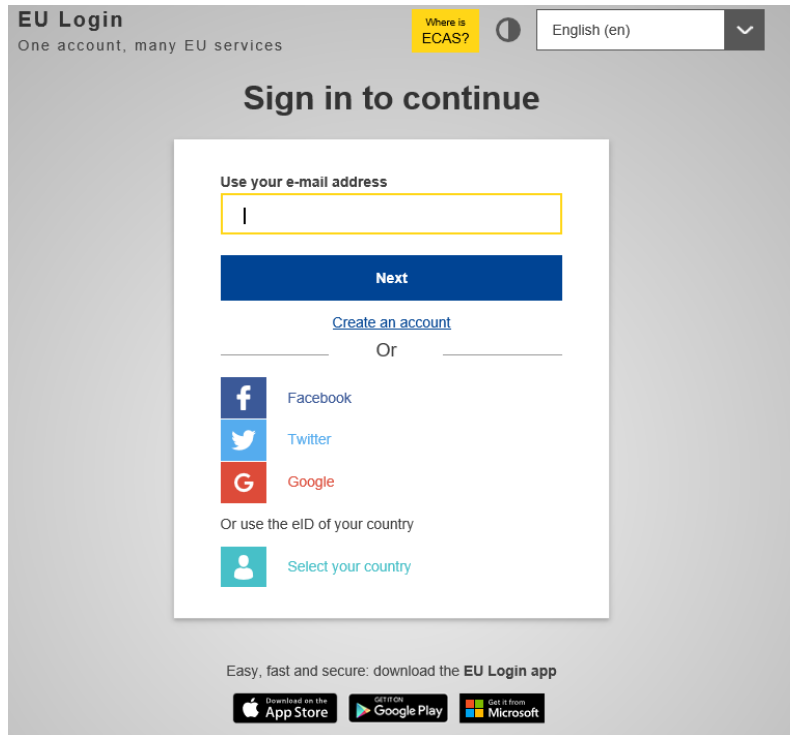 EU Login
One account, many EU services
Where is
ECAS?
English (en)
Sign in to continue
Use your e-mail address
Next
Create an account
Or
Facebook
Twitter
Google
Or use the eID of your country
Select your country
Easy, fast and secure: download the EU Login app
Download on the
App Store
GET IT ON
Google Play
Get it from
Microsoft